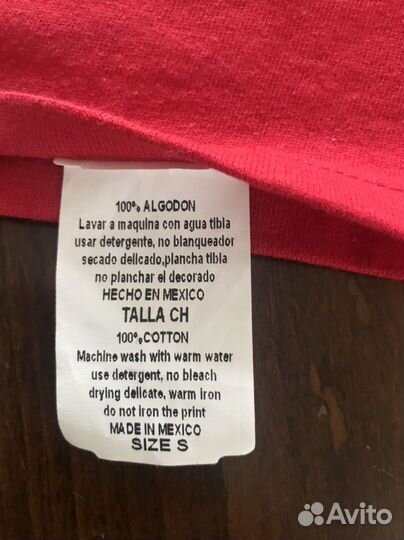 100% ALGODON
Lavar a maquina con agua tibla
usar detergente, no blanqueador
secado delicado,plancha tibla
no planchar el decorado
HECHO EN MEXICO
TALLA CH
100%COTTON
Machine wash with warm water
use detergent, no bleach
drying delicate, warm iron
do not iron the print
MADE IN MEXICO
SIZE S
Avito